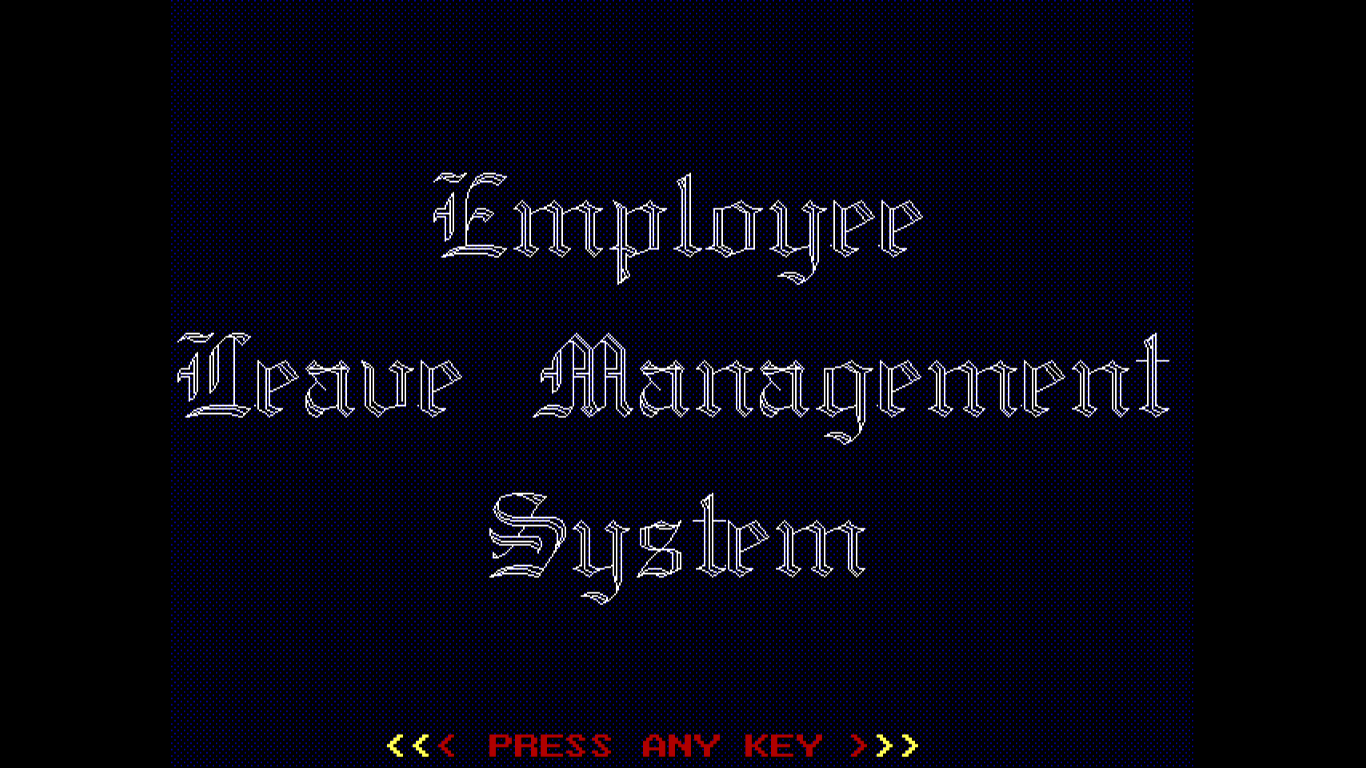 Employee
Leave Management
System
<<< PRESS ANY KEY >>>